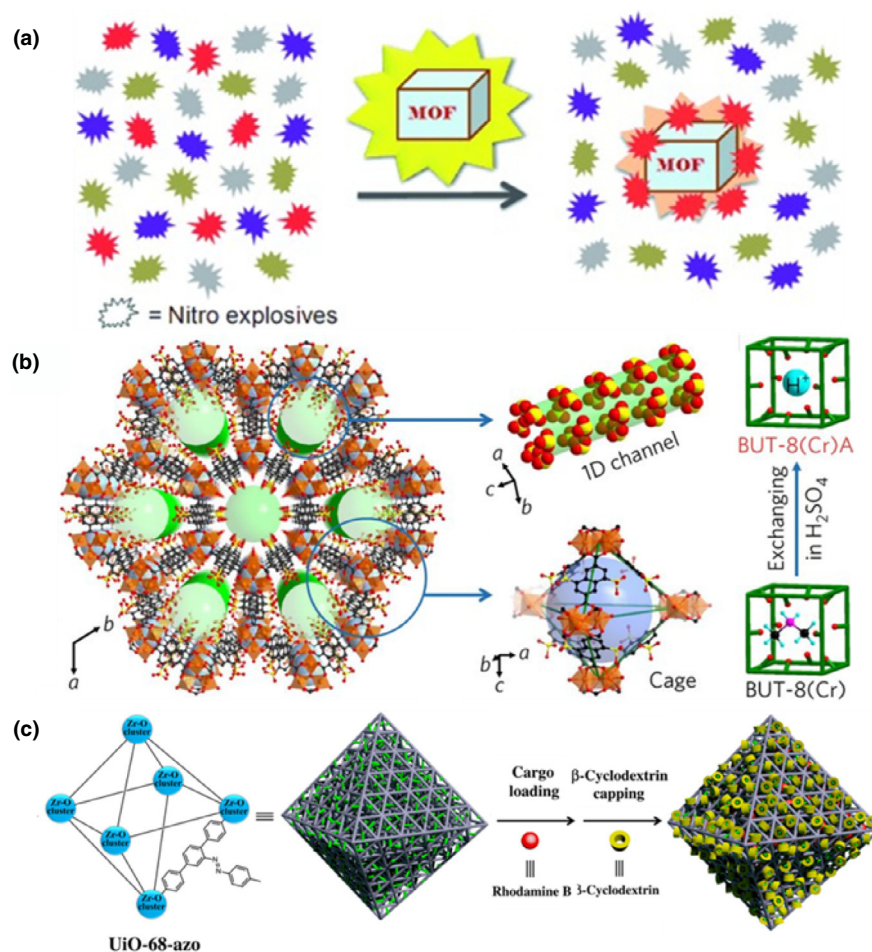 (a)
MOF
MOF
= Nitro explosives
(b)
a
c
b
1D channel
H+
BUT-8(Cr)A
Exchanging
in H2SO4
b
a
b
a
c
Cage
BUT-8(Cr)
(c)
Zr-O
cluster
Zr-O
cluster
Zr-O
cluster
Zr-O
cluster
Zr-O
cluster
Zr-O
cluster
N
N
UiO-68-azo
Cargo
loading
β-Cyclodextrin
capping
Rhodamine B
3-Cyclodextrin